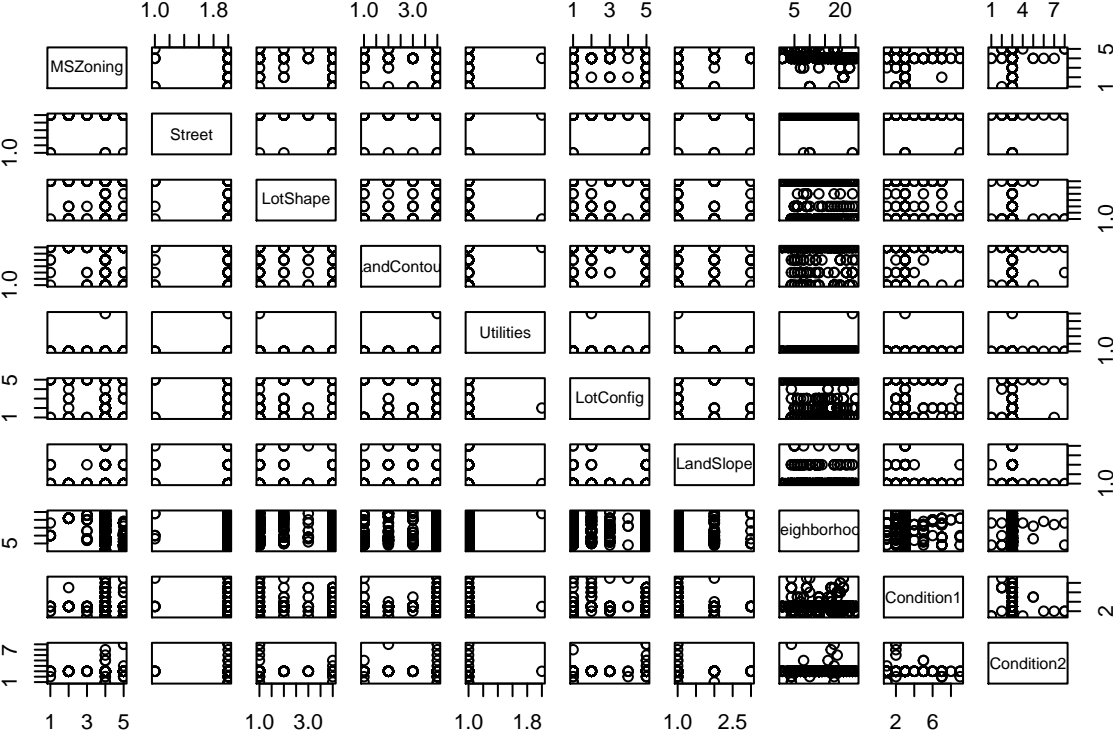 1.0 1.8 1.0 3.0 1 3 5 5 20 1 4 7
MSZoning 1 5
1.0 Street
LotShape 1.0
1.0 andContou
Utilities 1.0
1 5 LotConfig
LandSlope 1.0
5 eighborhoo
Condition1 2
1 7 Condition2
1 3 5 1.0 3.0 1.0 1.8 1.0 2.5 2 6